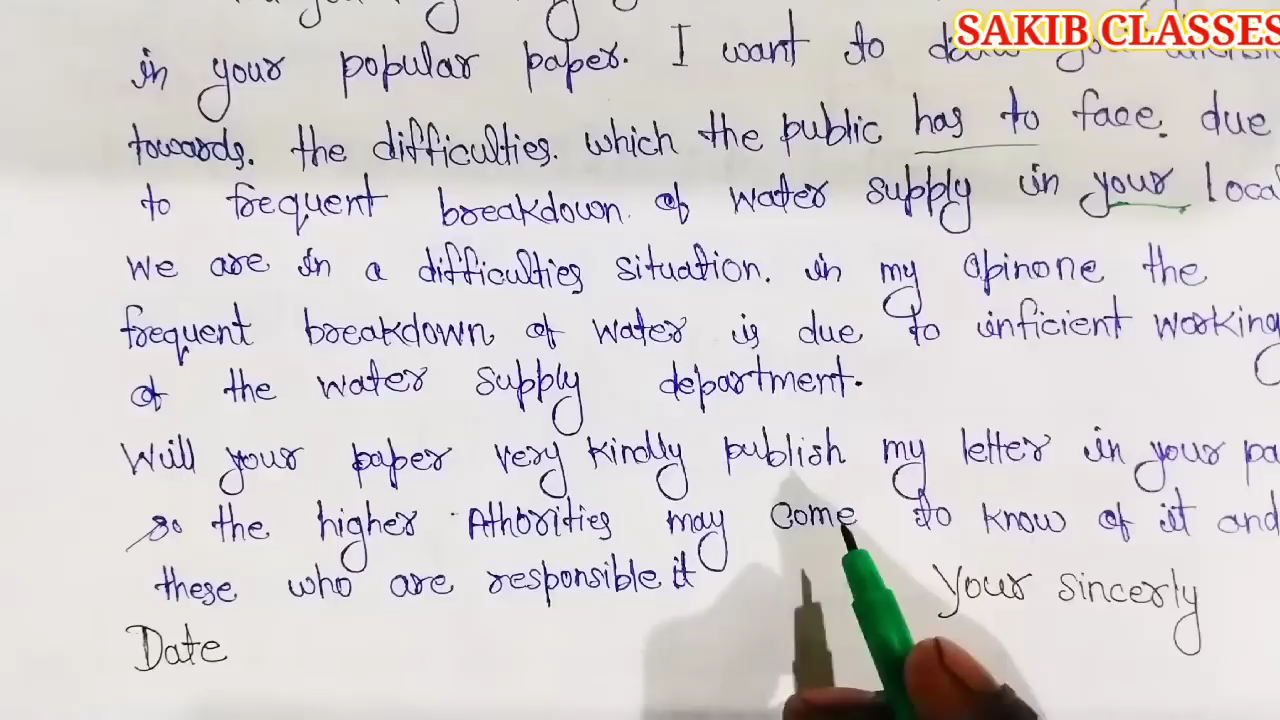 SAKIB CLASSES
in your popular paper. I want to
towards. the difficulties. which the public has to face. due
to frequent breakdown. of water supply in your local
We are in a difficulties situation. in my opinone the
frequent breakdown of water is due to inficient working
of the water supply department.
Will your paper very kindly publish my letter in your pa
so the higher Athorities may come to know of it and
these who are responsible it
Your sincerly
Date